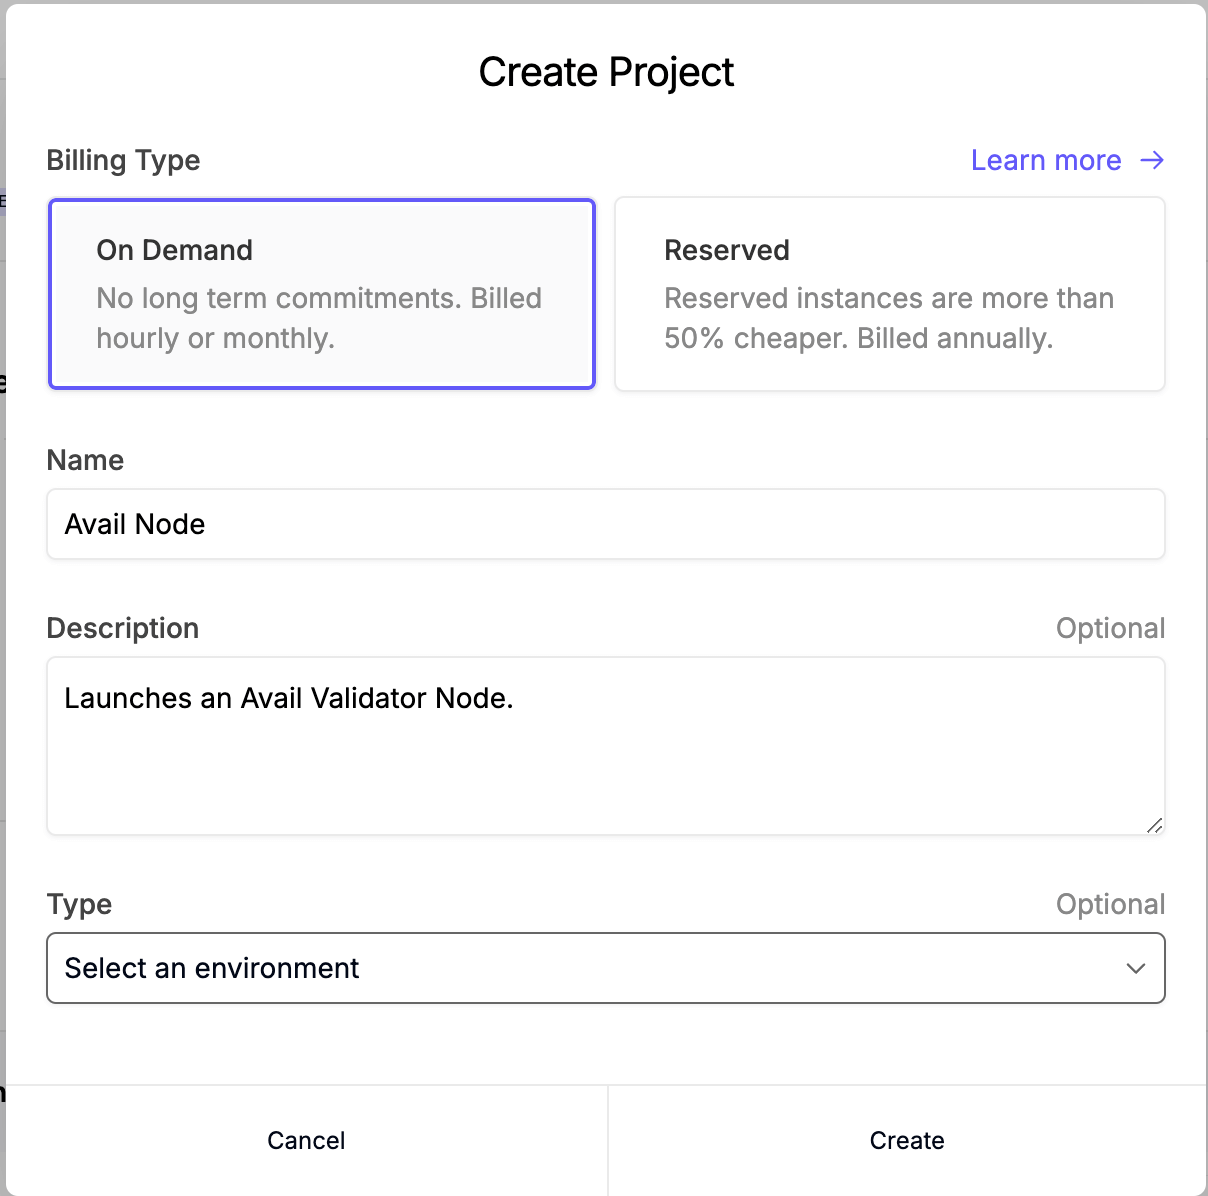 Create Project
Billing Type
Learn more →
On Demand
No long term commitments. Billed
hourly or monthly.
Reserved
Reserved instances are more than
50% cheaper. Billed annually.
Name
Avail Node
Description
Optional
Launches an Avail Validator Node.
Type
Optional
Select an environment
Cancel
Create